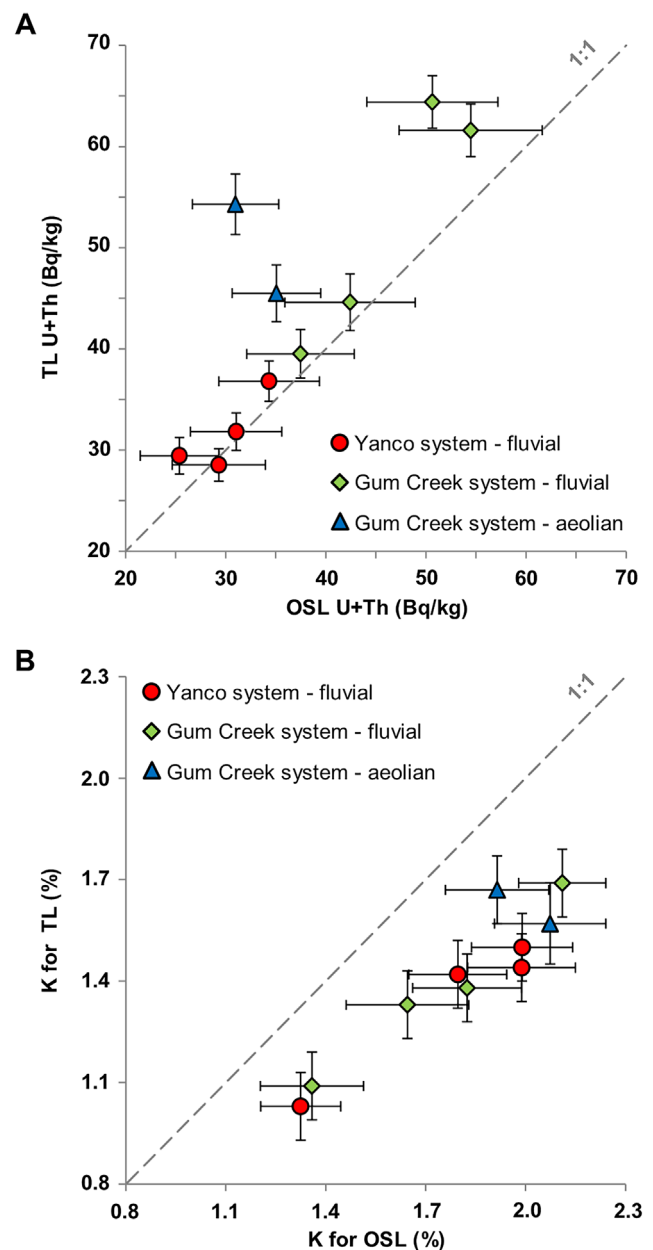 A
70
60
50
40
30
20
TL U+Th (Bq/kg)
1:1
Yanco system - fluvial
Gum Creek system - fluvial
Gum Creek system - aeolian
20 30 40 50 60 70
OSL U+Th (Bq/kg)
B
2.3
2.0
1.7
1.4
1.1
0.8
K for TL (%)
1:1
Yanco system - fluvial
Gum Creek system - fluvial
Gum Creek system - aeolian
0.8 1.1 1.4 1.7 2.0 2.3
K for OSL (%)